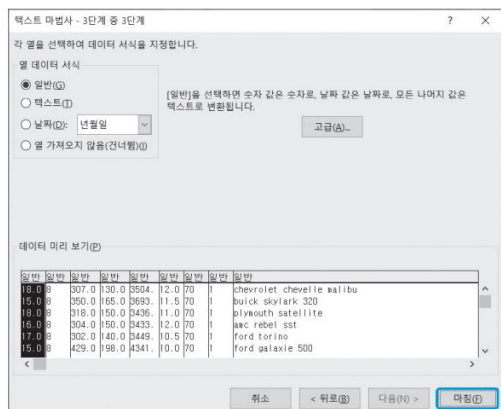 텍스트 마법사 - 3단계 중 3단계 ? ×
각 열을 선택하여 데이터 서식을 지정합니다.
열 데이터 서식
일반(G)
텍스트(T)
날짜(D): 년월일
열 가져오지 않음(건너뜀)(I)
[일반]을 선택하면 숫자 값은 숫자로, 날짜 값은 날짜로, 모든 나머지 값은
텍스트로 변환됩니다.
고급(A)...
데이터 미리 보기(P)
일반 일반 일반 일반 일반 일반 일반 일반 일반
18.0 8 307.0 130.0 3504. 12.0 70 1 chevrolet chevelle malibu
15.0 8 350.0 165.0 3693. 11.5 70 1 buick skylark 320
18.0 8 318.0 150.0 3436. 11.0 70 1 plymouth satellite
16.0 8 304.0 150.0 3433. 12.0 70 1 amc rebel sst
17.0 8 302.0 140.0 3449. 10.5 70 1 ford torino
15.0 8 429.0 198.0 4341. 10.0 70 1 ford galaxie 500
취소 < 뒤로(B) 다음(N) > 마침(F)